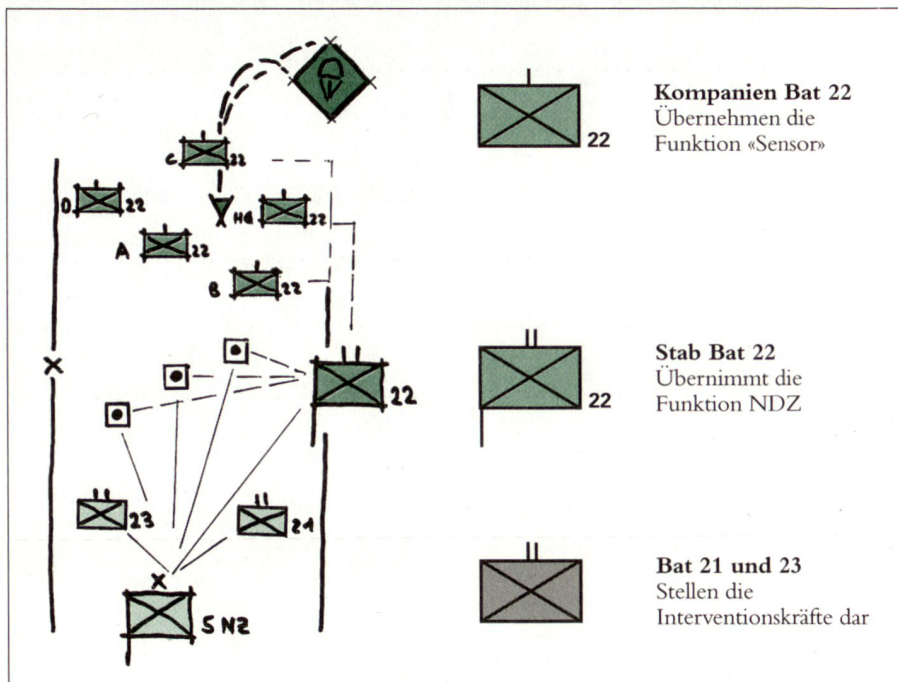 C 22
D 22
HG 22
A 22
B 22
X
22
23
21
X
5 NZ
22
Kompanien Bat 22
Übernehmen die
Funktion «Sensor»
22
Stab Bat 22
Übernimmt die
Funktion NDZ
Bat 21 und 23
Stellen die
Interventionskräfte dar